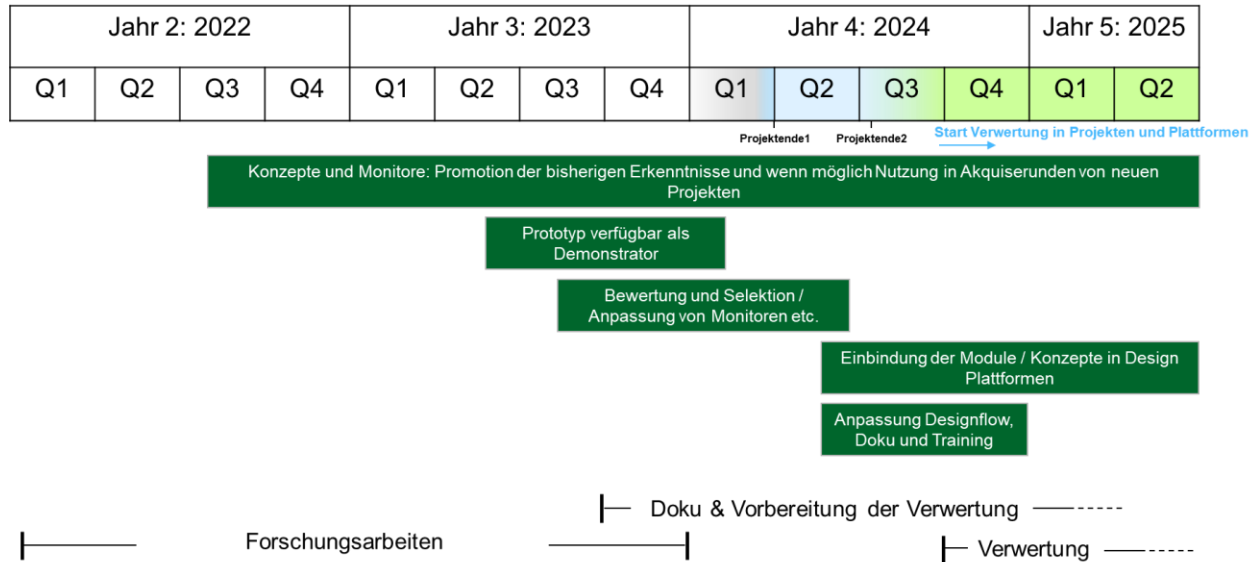 Jahr 2: 2022 Jahr 3: 2023 Jahr 4: 2024 Jahr 5: 2025
Q1 Q2 Q3 Q4 Q1 Q2 Q3 Q4 Q1 Q2 Q3 Q4 Q1 Q2
Projektende1 Projektende2 Start Verwertung in Projekten und Plattformen
Konzepte und Monitore: Promotion der bisherigen Erkenntnisse und wenn möglich Nutzung in Akquiserunden von neuen
Projekten
Prototyp verfügbar als
Demonstrator
Bewertung und Selektion /
Anpassung von Monitoren etc.
Einbindung der Module / Konzepte in Design
Plattformen
Anpassung Designflow,
Doku und Training
Doku & Vorbereitung der Verwertung
Forschungsarbeiten
Verwertung